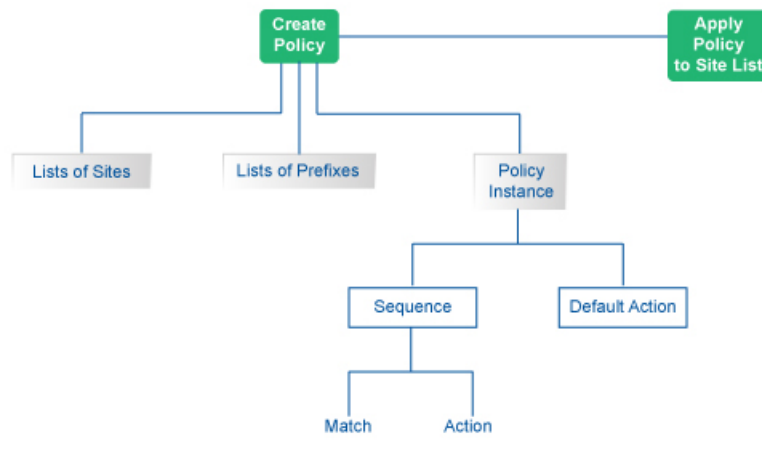 Create
Policy
Apply
Policy
to Site List
Lists of Sites
Lists of Prefixes
Policy
Instance
Sequence
Default Action
Match
Action